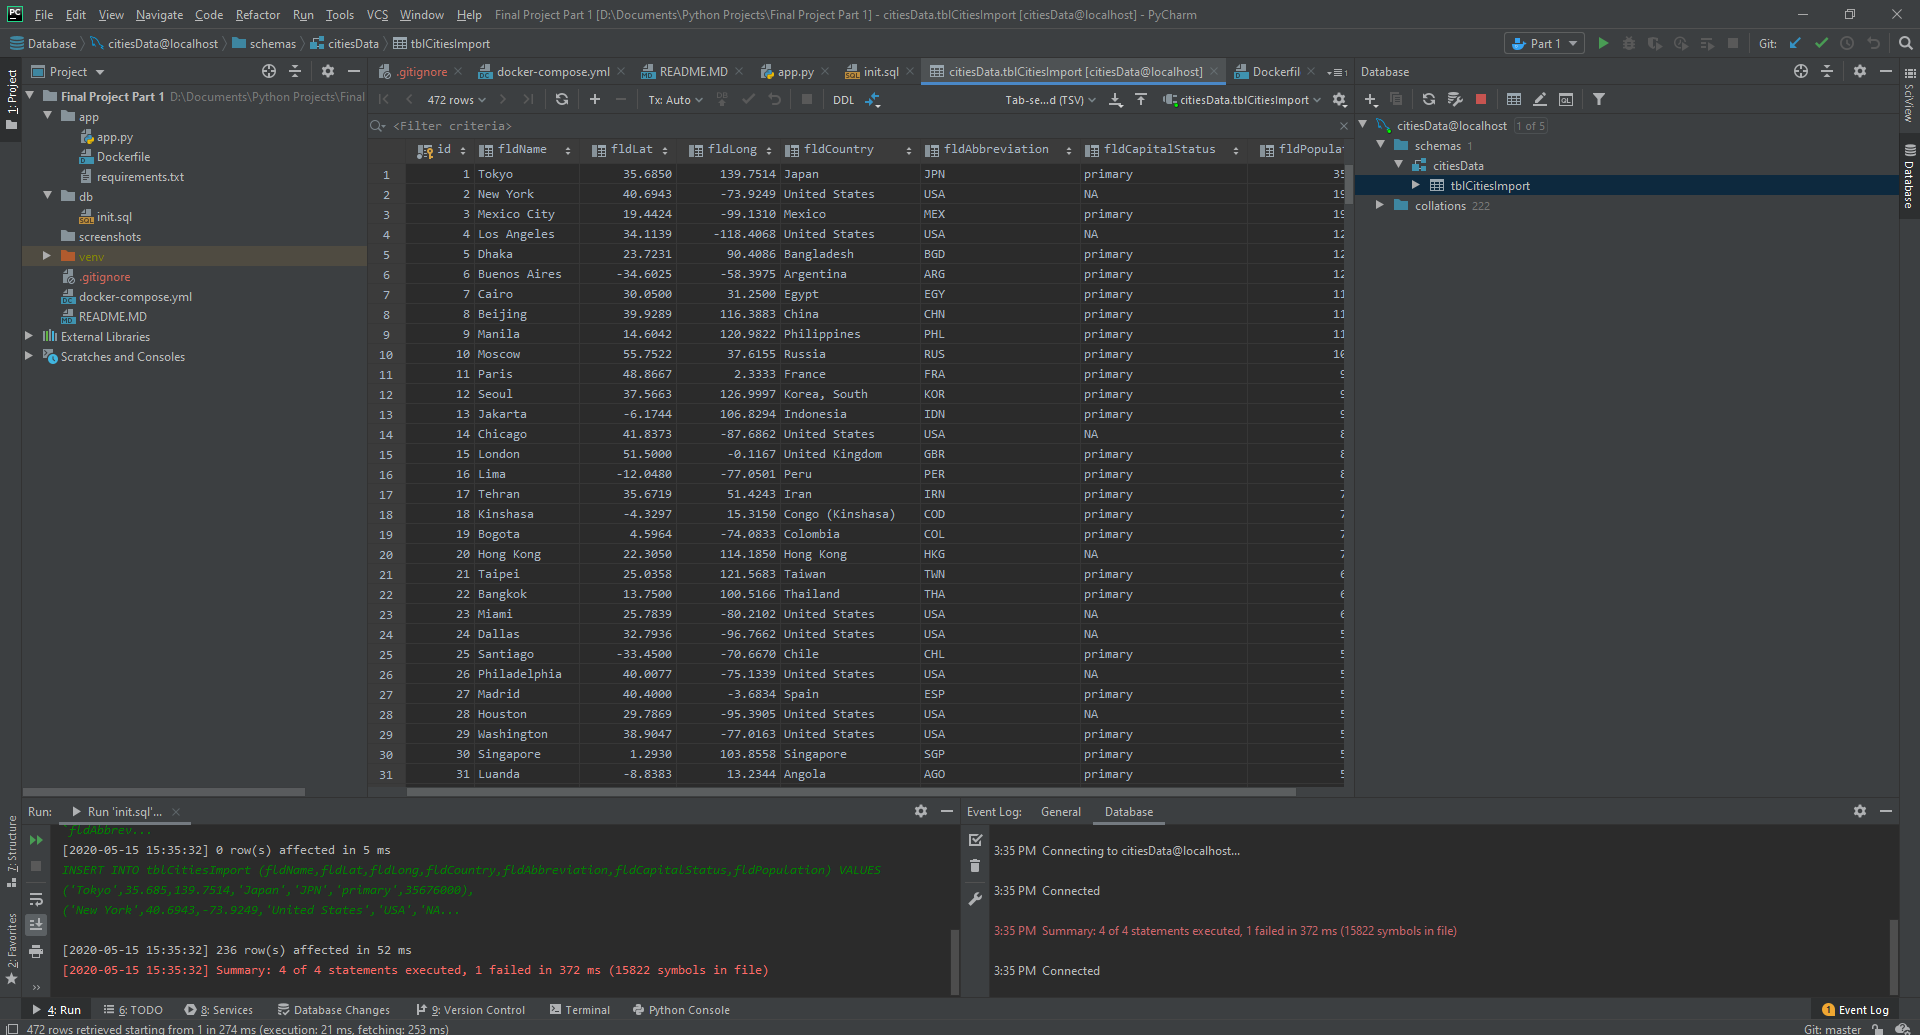 PC File Edit View Navigate Code Refactor Run Tools VCS Window Help Final Project Part 1 [D:\Documents\Python Projects\Final Project Part 1] - citiesData.tblCitiesImport [citiesData@localhost] - PyCharm
Database citiesData@localhost schemas citiesData tblCitiesImport Part 1 Git:
Project .gitignore docker-compose.yml README.MD app.py init.sql citiesData.tblCitiesImport [citiesData@localhost] Dockerfil Database
1: Project
Final Project Part 1 D:\Documents\Python Projects\Final
app
app.py
Dockerfile
requirements.txt
db
init.sql
screenshots
venv
.gitignore
docker-compose.yml
README.MD
External Libraries
Scratches and Consoles
472 rows Tx: Auto DDL Tab-se...d (TSV) citiesData.tblCitiesImport
<Filter criteria>
id fldName fldLat fldLong fldCountry fldAbbreviation fldCapitalStatus fldPopulat
1 1 Tokyo 35.6850 139.7514 Japan JPN primary 35
2 2 New York 40.6943 -73.9249 United States USA NA 19
3 3 Mexico City 19.4424 -99.1310 Mexico MEX primary 19
4 4 Los Angeles 34.1139 -118.4068 United States USA NA 12
5 5 Dhaka 23.7231 90.4086 Bangladesh BGD primary 12
6 6 Buenos Aires -34.6025 -58.3975 Argentina ARG primary 12
7 7 Cairo 30.0500 31.2500 Egypt EGY primary 11
8 8 Beijing 39.9289 116.3883 China CHN primary 11
9 9 Manila 14.6042 120.9822 Philippines PHL primary 11
10 10 Moscow 55.7522 37.6155 Russia RUS primary 10
11 11 Paris 48.8667 2.3333 France FRA primary 9
12 12 Seoul 37.5663 126.9997 Korea, South KOR primary 9
13 13 Jakarta -6.1744 106.8294 Indonesia IDN primary 9
14 14 Chicago 41.8373 -87.6862 United States USA NA 8
15 15 London 51.5000 -0.1167 United Kingdom GBR primary 8
16 16 Lima -12.0480 -77.0501 Peru PER primary 8
17 17 Tehran 35.6719 51.4243 Iran IRN primary 7
18 18 Kinshasa -4.3297 15.3150 Congo (Kinshasa) COD primary 7
19 19 Bogota 4.5964 -74.0833 Colombia COL primary 7
20 20 Hong Kong 22.3050 114.1850 Hong Kong HKG NA 7
21 21 Taipei 25.0358 121.5683 Taiwan TWN primary 6
22 22 Bangkok 13.7500 100.5166 Thailand THA primary 6
23 23 Miami 25.7839 -80.2102 United States USA NA 6
24 24 Dallas 32.7936 -96.7662 United States USA NA 5
25 25 Santiago -33.4500 -70.6670 Chile CHL primary 5
26 26 Philadelphia 40.0077 -75.1339 United States USA NA 5
27 27 Madrid 40.4000 -3.6834 Spain ESP primary 5
28 28 Houston 29.7869 -95.3905 United States USA NA 5
29 29 Washington 38.9047 -77.0163 United States USA primary 5
30 30 Singapore 1.2930 103.8558 Singapore SGP primary 5
31 31 Luanda -8.8383 13.2344 Angola AGO primary 5
citiesData@localhost 1 of 5
schemas 1
citiesData
tblCitiesImport
collations 222
SciView
Database
7: Structure
2: Favorites
Run: Run 'init.sql'...
fldAbbrev...
[2020-05-15 15:35:32] 0 row(s) affected in 5 ms
INSERT INTO tblCitiesImport (fldName,fldLat,fldLong,fldCountry,fldAbbreviation,fldCapitalStatus,fldPopulation) VALUES
('Tokyo',35.685,139.7514,'Japan','JPN','primary',35676000),
('New York',40.6943,-73.9249,'United States','USA','NA...
[2020-05-15 15:35:32] 236 row(s) affected in 52 ms
[2020-05-15 15:35:32] Summary: 4 of 4 statements executed, 1 failed in 372 ms (15822 symbols in file)
Event Log: General Database
3:35 PM Connecting to citiesData@localhost...
3:35 PM Connected
3:35 PM Summary: 4 of 4 statements executed, 1 failed in 372 ms (15822 symbols in file)
3:35 PM Connected
4: Run 6: TODO 8: Services Database Changes 9: Version Control Terminal Python Console 1 Event Log
472 rows retrieved starting from 1 in 274 ms (execution: 21 ms, fetching: 253 ms) Git: master